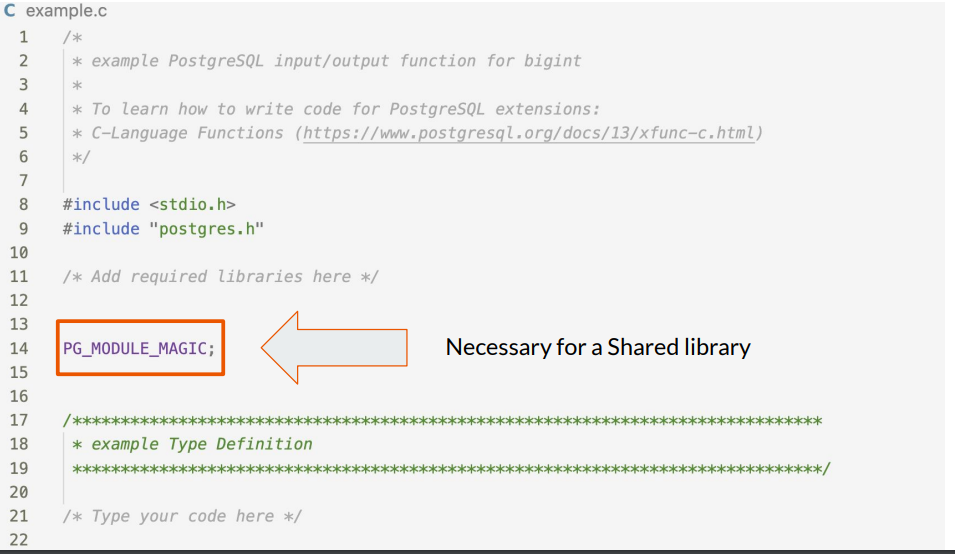 C example.c
1 /*
2 * example PostgreSQL input/output function for bigint
3 *
4 * To learn how to write code for PostgreSQL extensions:
5 * C-Language Functions (https://www.postgresql.org/docs/13/xfunc-c.html)
6 */
7
8 #include <stdio.h>
9 #include "postgres.h"
10
11 /* Add required libraries here */
12
13
14 PG_MODULE_MAGIC; Necessary for a Shared library
15
16
17 /******************************************************************************
18 * example Type Definition
19 ******************************************************************************/
20
21 /* Type your code here */
22